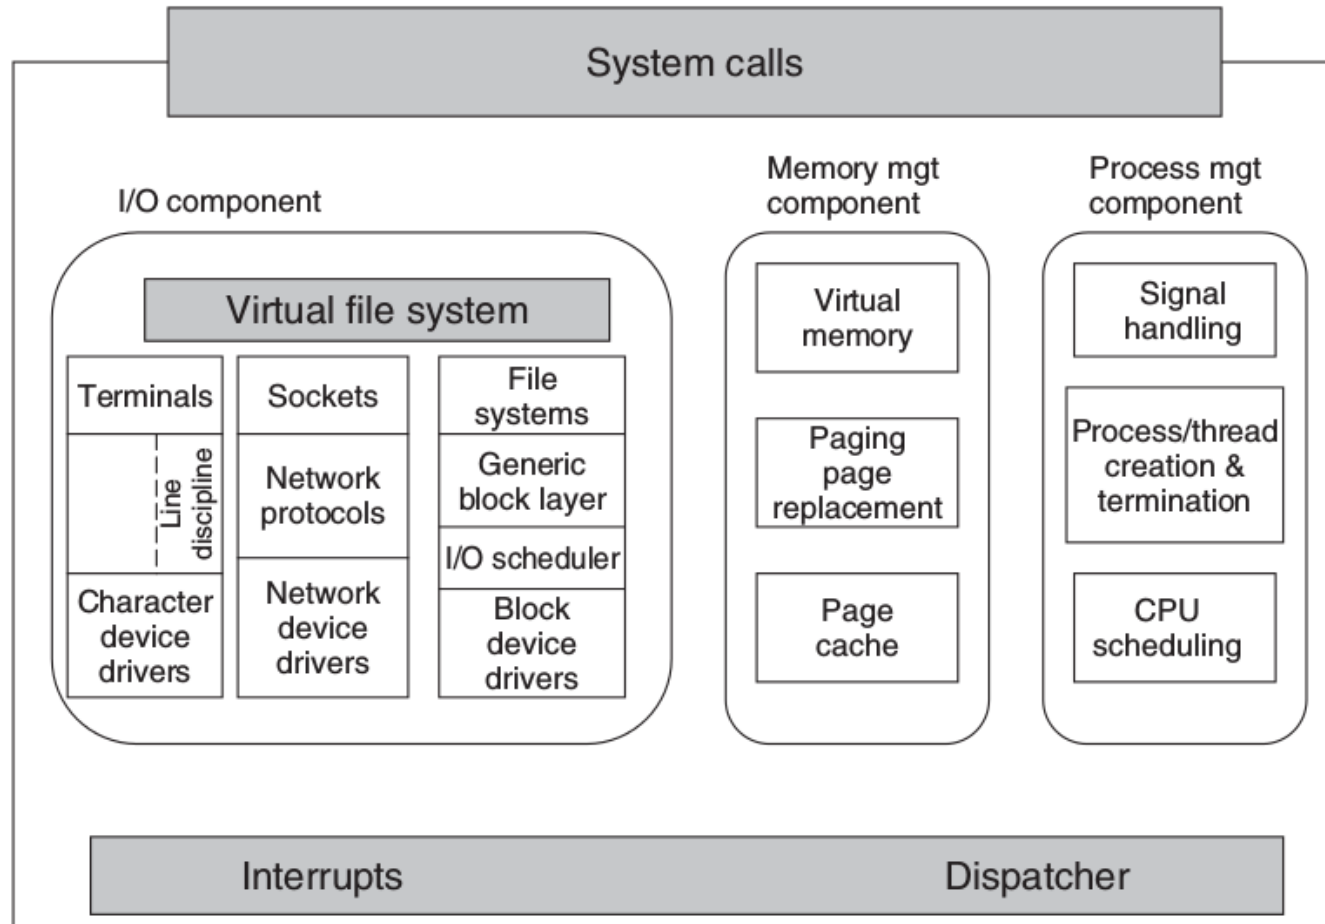 System calls
I/O component
Memory mgt
component
Process mgt
component
Virtual file system
Terminals
Line
discipline
Character
device
drivers
Sockets
Network
protocols
Network
device
drivers
File
systems
Generic
block layer
I/O scheduler
Block
device
drivers
Virtual
memory
Paging
page
replacement
Page
cache
Signal
handling
Process/thread
creation &
termination
CPU
scheduling
Interrupts
Dispatcher